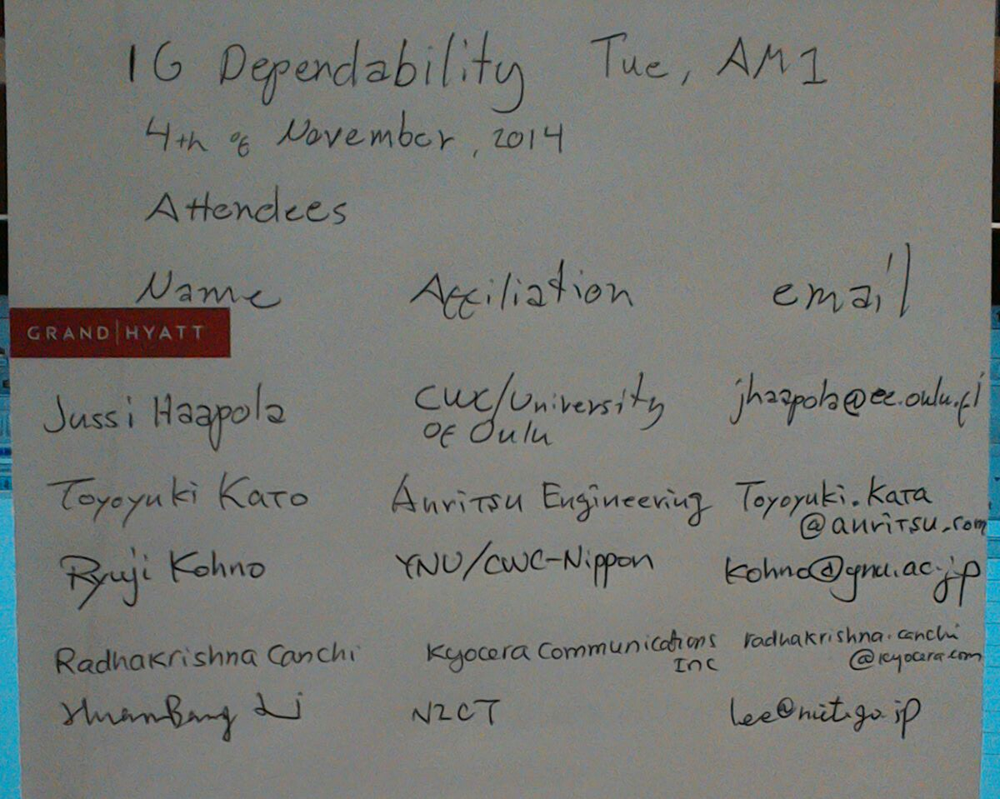 IG Dependability Tue, AM1
4th of November, 2014
Attendees
Name Affiliation email
GRAND HYATT
Jussi Haapola CWC/University jhaapola@ee.oulu.fi
of Oulu
Toyoyuki Kato Anritsu Engineering Toyoyuki.Kata
@anritsu.com
Ryuji Kohno YNU/CWC-Nippon kohno@ynu.ac.jp
Radhakrishna Canchi Kyocera Communications radhakrishna.canchi
Inc @kyocera.com
HuanBang Li NICT lee@nict.go.jp